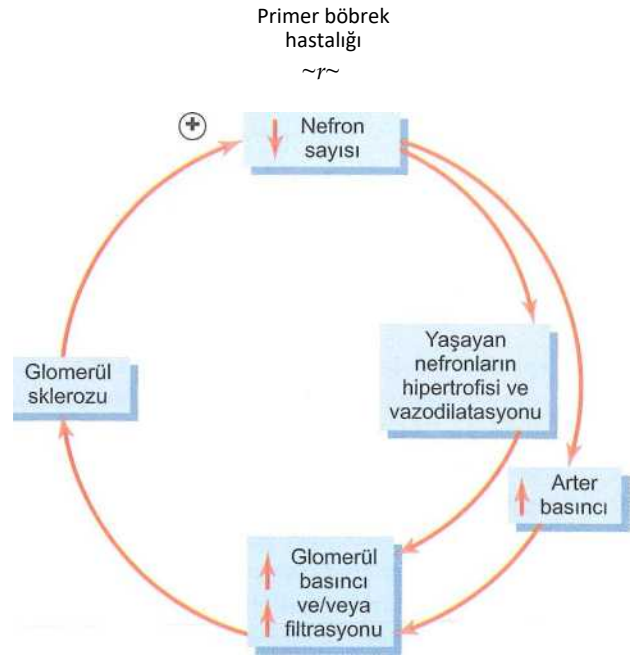 Primer böbrek
hastalığı
~r~
Nefron
sayısı
Yaşayan
nefronların
hipertrofisi ve
vazodilatasyonu
Glomerül
sklerozu
Arter
basıncı
Glomerül
basıncı
ve/veya
filtrasyonu